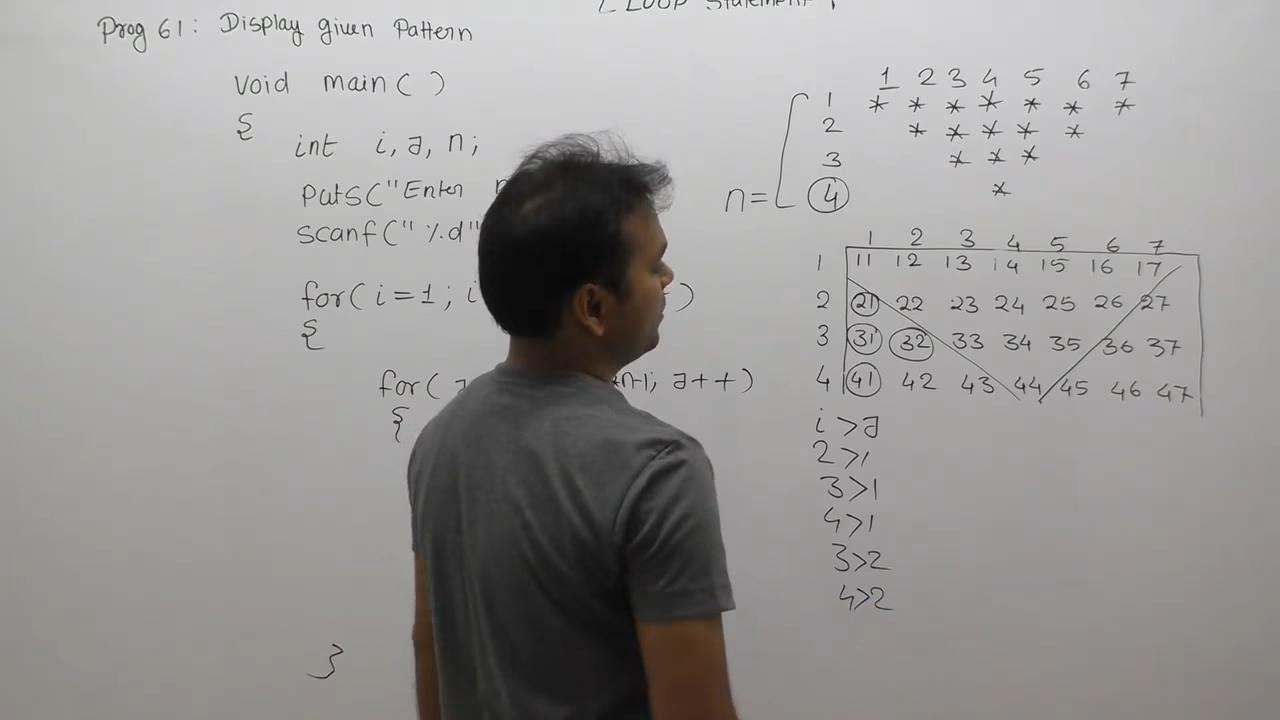 LOOP Statement
Prog 61: Display given Pattern
void main( )
{
int i, J, n;
puts("Enter
scanf("%d"
for( i=1; i
)
{
for( J
n-1; J++)
{
}
1 2 3 4 5 6 7
1 * * * * * * *
2 * * * * *
3 * * *
n= 4 *
1 2 3 4 5 6 7
1 11 12 13 14 15 16 17
2 21 22 23 24 25 26 27
3 31 32 33 34 35 36 37
4 41 42 43 44 45 46 47
i >J
2>1
3>1
4>1
3>2
4>2